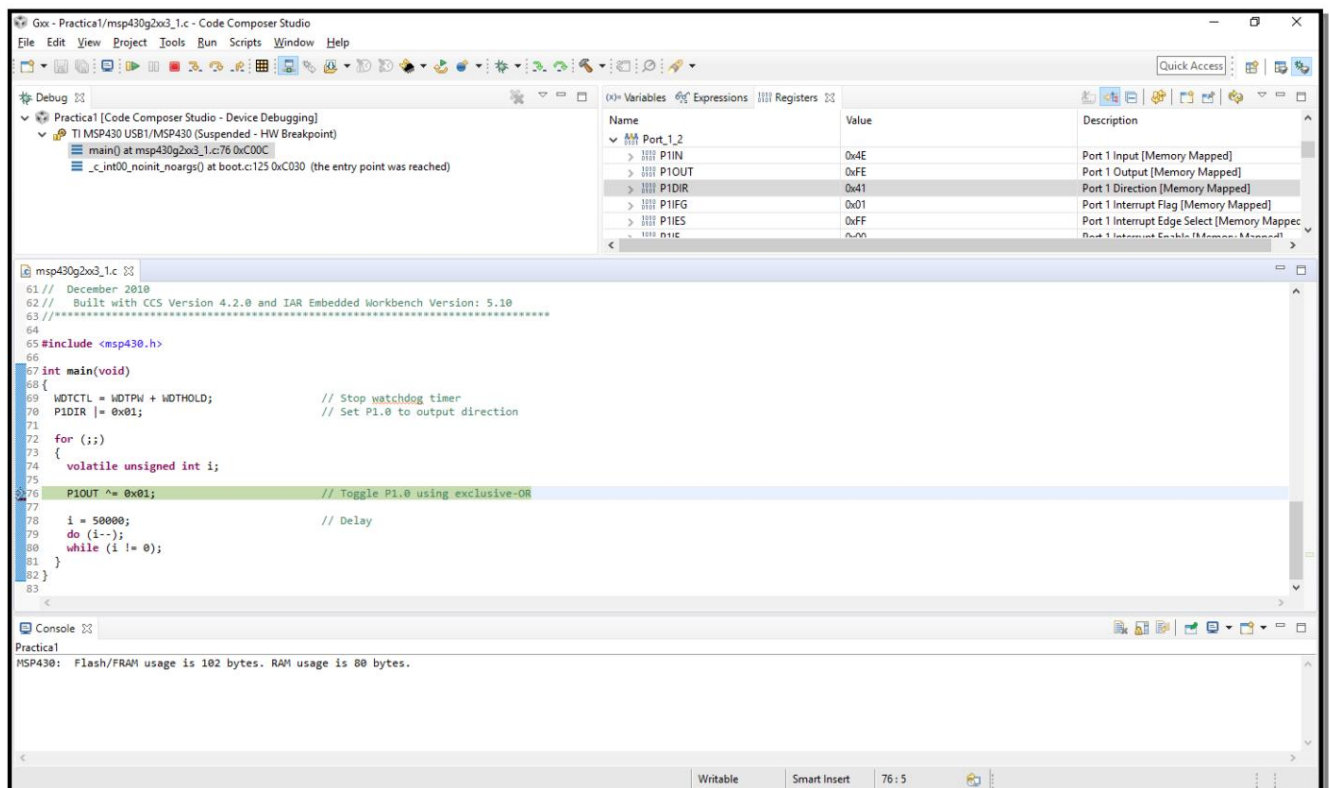 Gxx - Practica1/msp430g2xx3_1.c - Code Composer Studio
File Edit View Project Tools Run Scripts Window Help
Quick Access
Debug
Practica1 [Code Composer Studio - Device Debugging]
TI MSP430 USB1/MSP430 (Suspended - HW Breakpoint)
main() at msp430g2xx3_1.c:76 0xC00C
_c_int00_noinit_noargs() at boot.c:125 0xC030 (the entry point was reached)
(x)= Variables Expressions Registers
Name Value Description
Port_1_2
P1IN 0x4E Port 1 Input [Memory Mapped]
P1OUT 0xFE Port 1 Output [Memory Mapped]
P1DIR 0x41 Port 1 Direction [Memory Mapped]
P1IFG 0x01 Port 1 Interrupt Flag [Memory Mapped]
P1IES 0xFF Port 1 Interrupt Edge Select [Memory Mappec
P1IE 0x00 Port 1 Interrupt Enable [Memory Mapped]
msp430g2xx3_1.c
61 // December 2010
62 // Built with CCS Version 4.2.0 and IAR Embedded Workbench Version: 5.10
63 //******************************************************************************
64
65 #include <msp430.h>
66
67 int main(void)
68 {
69 WDTCTL = WDTPW + WDTHOLD; // Stop watchdog timer
70 P1DIR |= 0x01; // Set P1.0 to output direction
71
72 for (;;)
73 {
74 volatile unsigned int i;
75
76 P1OUT ^= 0x01; // Toggle P1.0 using exclusive-OR
77
78 i = 50000; // Delay
79 do (i--);
80 while (i != 0);
81 }
82 }
83
Console
Practica1
MSP430: Flash/FRAM usage is 102 bytes. RAM usage is 80 bytes.
Writable Smart Insert 76 : 5